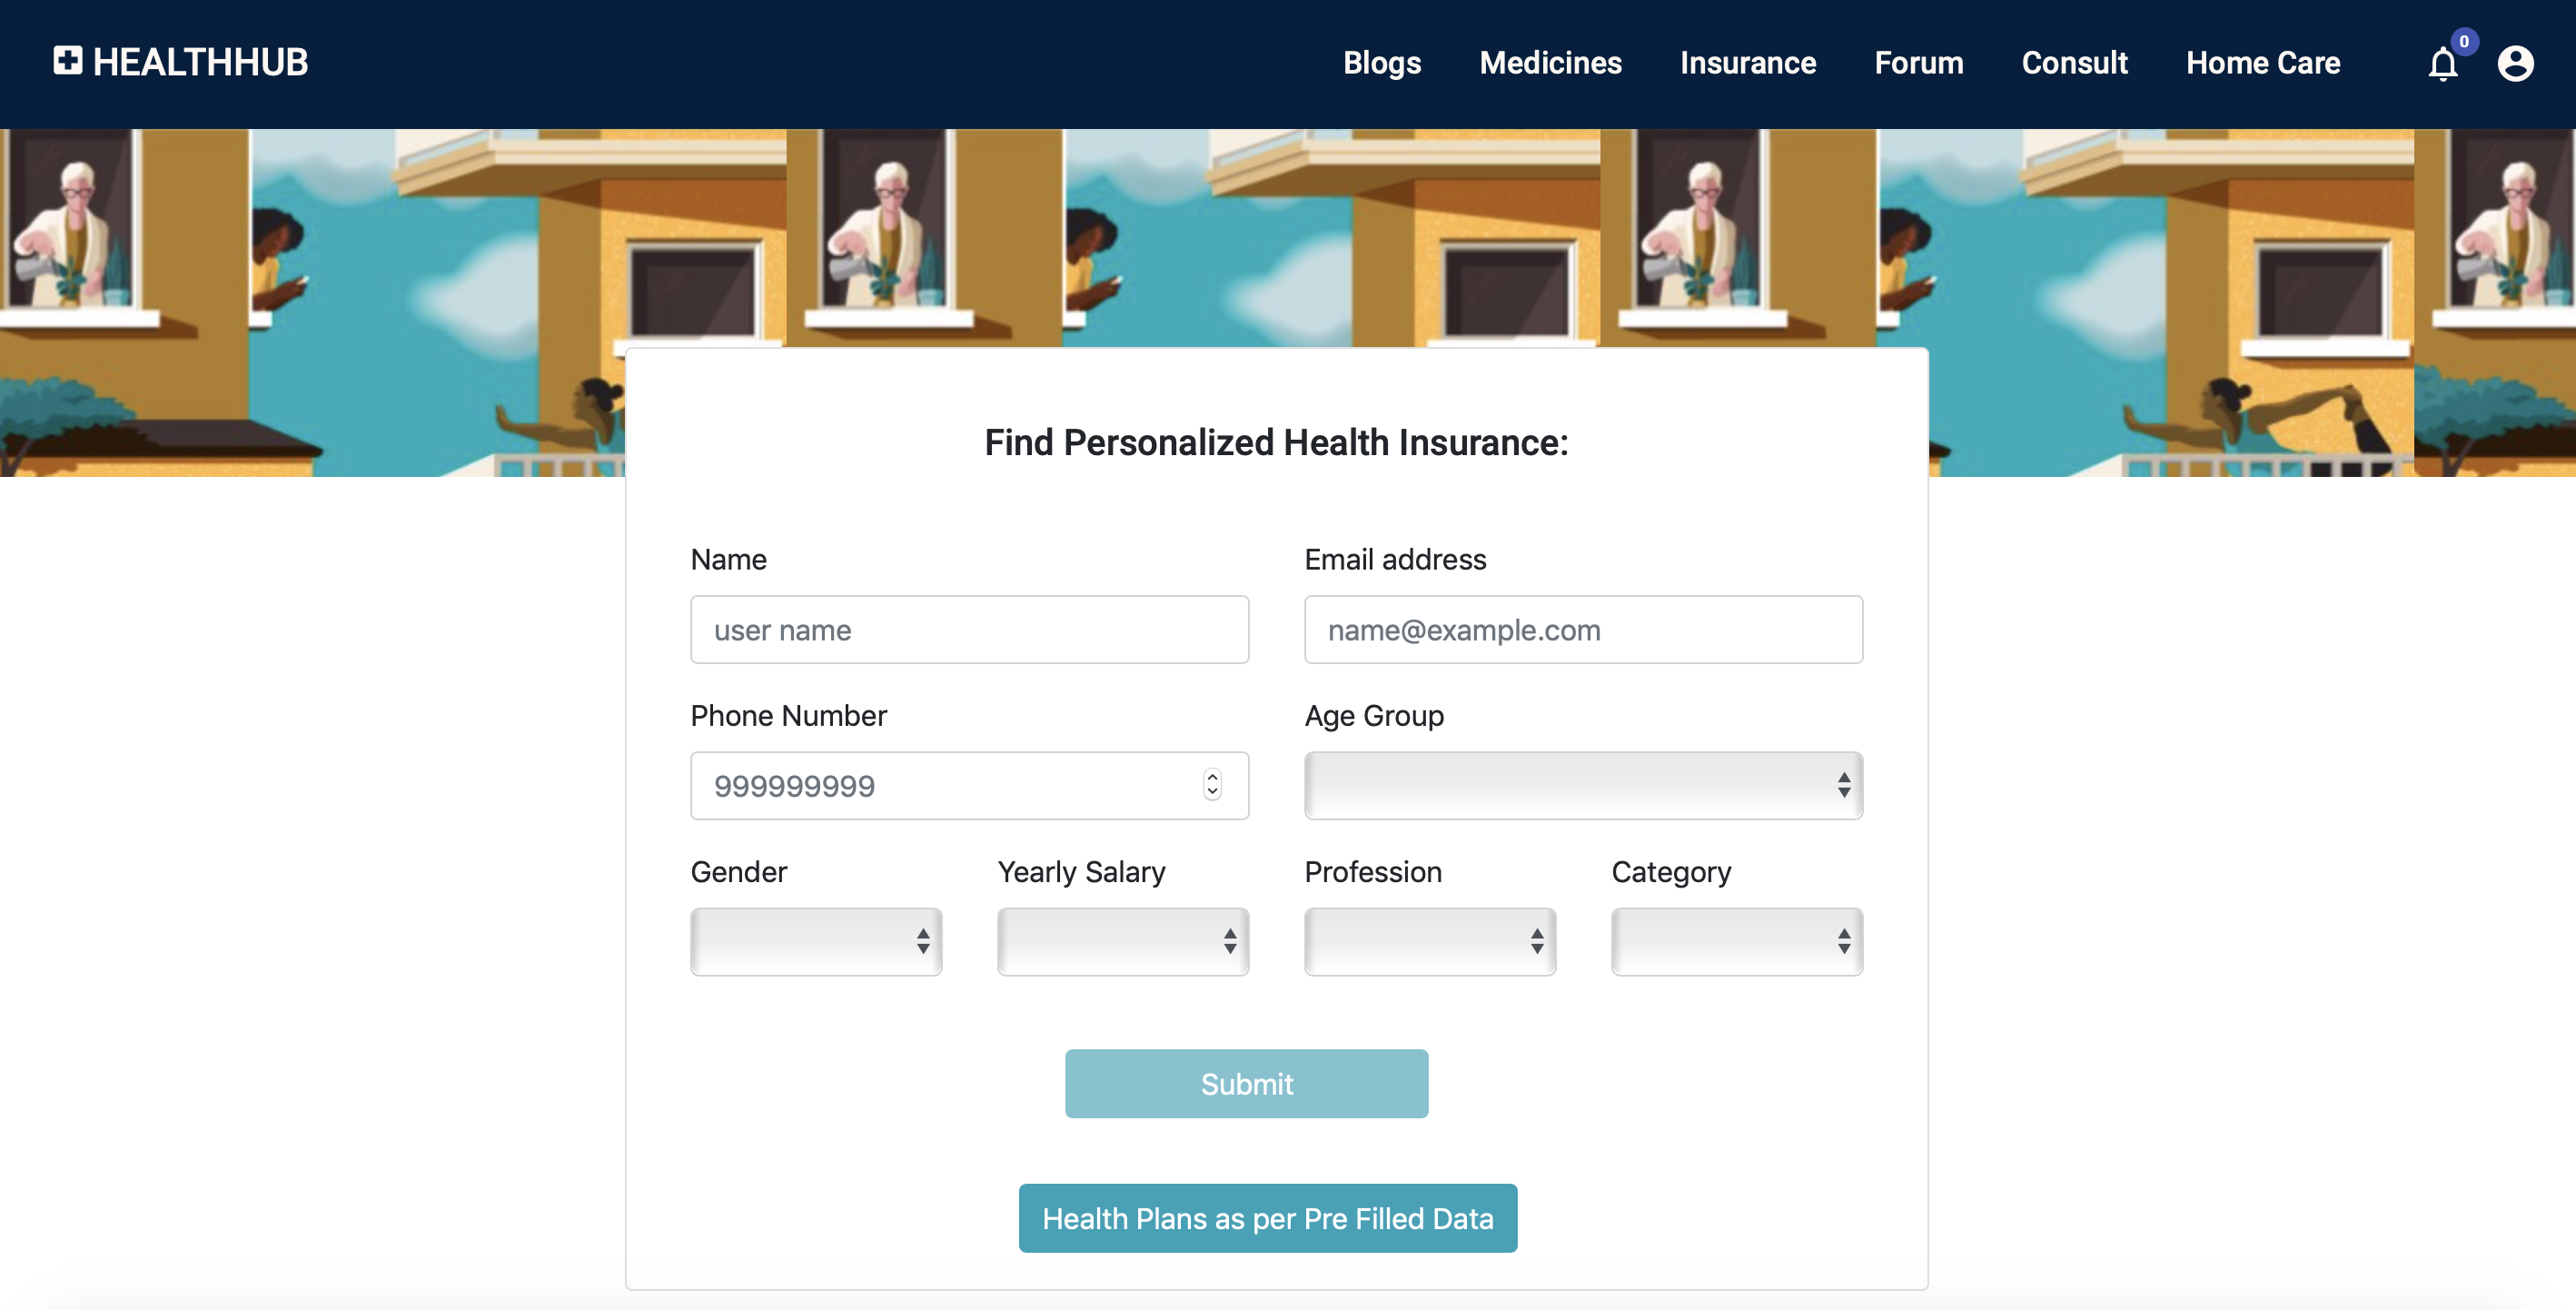 HEALTHHUB
Blogs Medicines Insurance Forum Consult Home Care 0
Find Personalized Health Insurance:
Name Email address
user name name@example.com
Phone Number Age Group
999999999
Gender Yearly Salary Profession Category
Submit
Health Plans as per Pre Filled Data